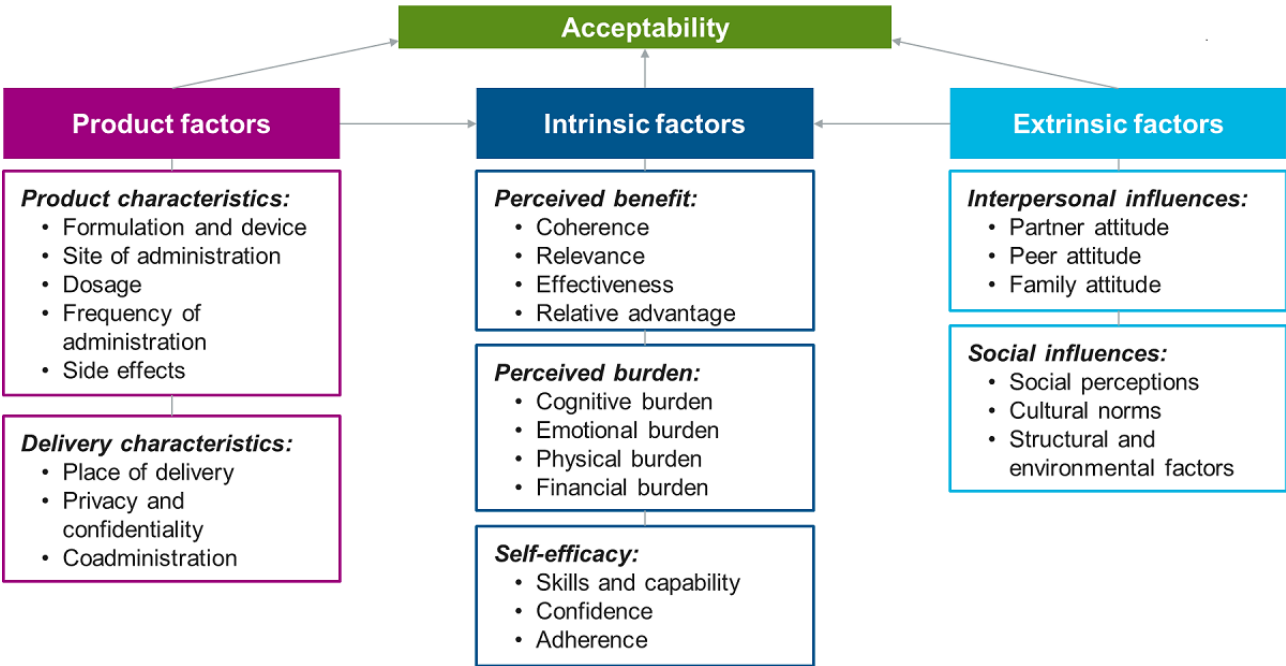 Acceptability
Product factors
Intrinsic factors
Extrinsic factors
Product characteristics:
• Formulation and device
• Site of administration
• Dosage
• Frequency of
administration
• Side effects
Delivery characteristics:
• Place of delivery
• Privacy and
confidentiality
• Coadministration
Perceived benefit:
• Coherence
• Relevance
• Effectiveness
• Relative advantage
Perceived burden:
• Cognitive burden
• Emotional burden
• Physical burden
• Financial burden
Self-efficacy:
• Skills and capability
• Confidence
• Adherence
Interpersonal influences:
• Partner attitude
• Peer attitude
• Family attitude
Social influences:
• Social perceptions
• Cultural norms
• Structural and
environmental factors